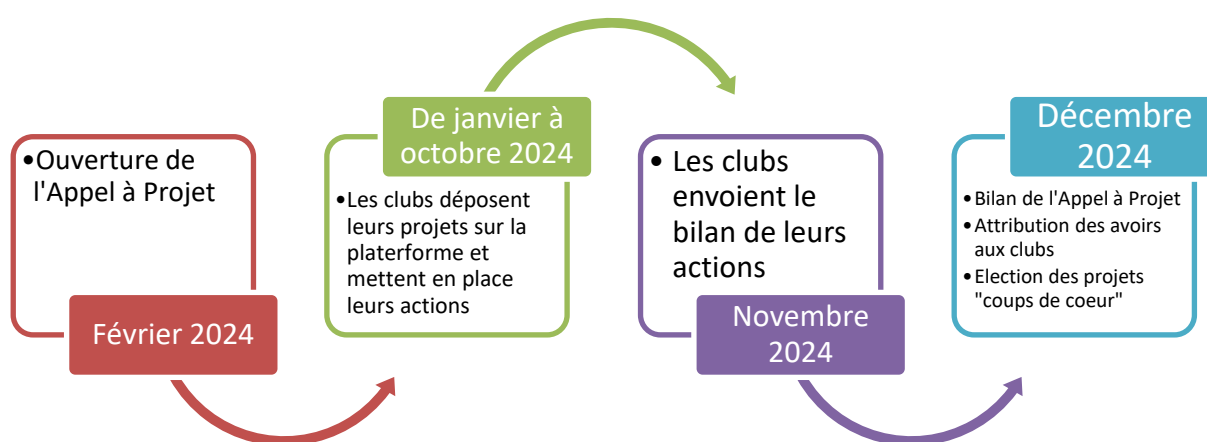 •Ouverture de
l'Appel à Projet
Février 2024
De janvier à
octobre 2024
•Les clubs déposent
leurs projets sur la
platerforme et
mettent en place
leurs actions
• Les clubs
envoient le
bilan de leurs
actions
Novembre
2024
Décembre
2024
•Bilan de l'Appel à Projet
•Attribution des avoirs
aux clubs
•Election des projets
"coups de coeur"